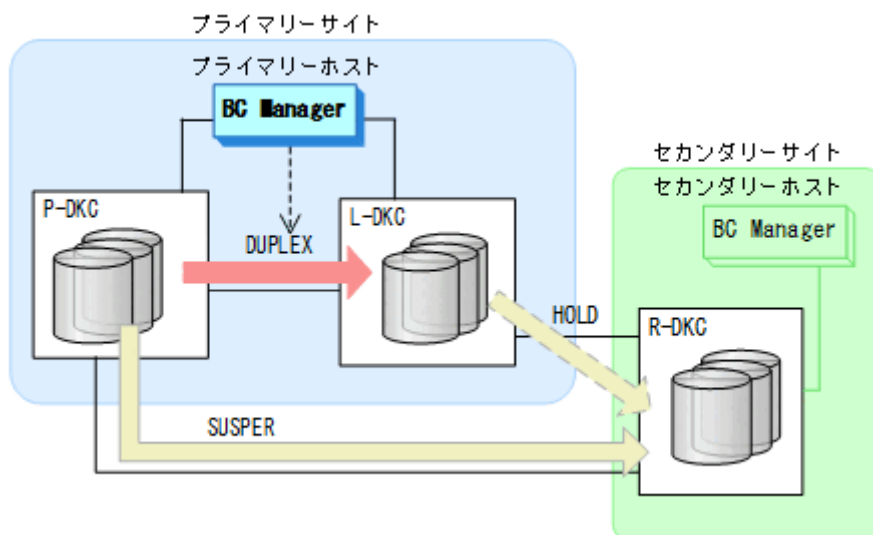 プライマリーサイト
プライマリーホスト
BC Manager
セカンダリーサイト
セカンダリーホスト
BC Manager
P-DKC
L-DKC
DUPLEX
HOLD
R-DKC
SUSPER